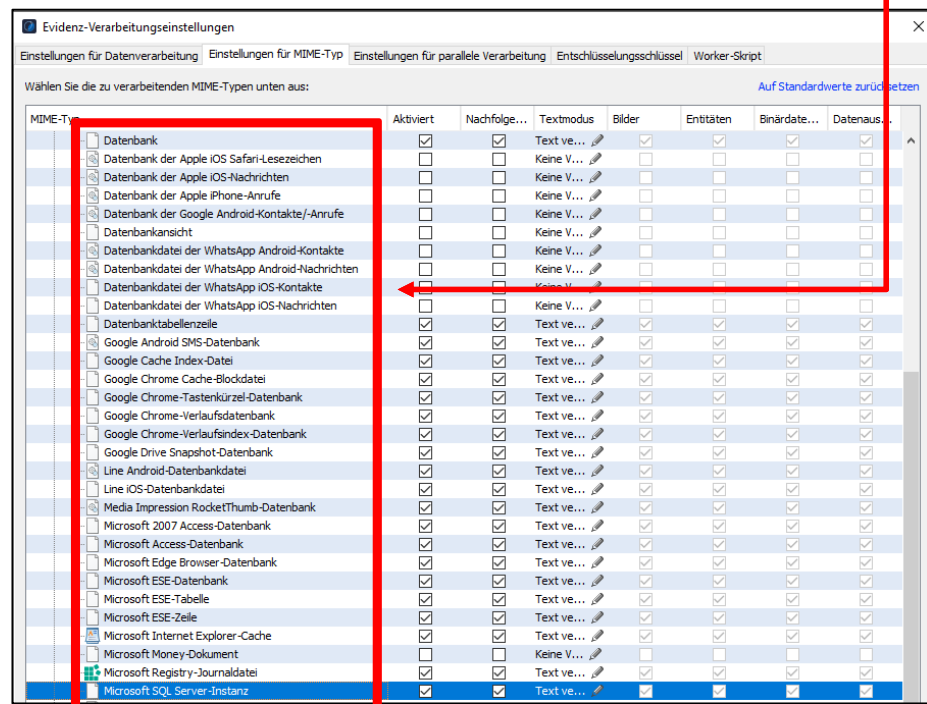 Evidenz-Verarbeitungseinstellungen
Einstellungen für Datenverarbeitung Einstellungen für MIME-Typ Einstellungen für parallele Verarbeitung Entschlüsselungsschlüssel Worker-Skript
Wählen Sie die zu verarbeitenden MIME-Typen unten aus: Auf Standardwerte zurücksetzen
MIME-Typ Aktiviert Nachfolge... Textmodus Bilder Entitäten Binärdate... Datenaus...
Datenbank Text ve...
Datenbank der Apple iOS Safari-Lesezeichen Keine V...
Datenbank der Apple iOS-Nachrichten Keine V...
Datenbank der Apple iPhone-Anrufe Keine V...
Datenbank der Google Android-Kontakte/-Anrufe Keine V...
Datenbankansicht Keine V...
Datenbankdatei der WhatsApp Android-Kontakte Keine V...
Datenbankdatei der WhatsApp Android-Nachrichten Keine V...
Datenbankdatei der WhatsApp iOS-Kontakte Keine V...
Datenbankdatei der WhatsApp iOS-Nachrichten Keine V...
Datenbanktabellenzeile Text ve...
Google Android SMS-Datenbank Text ve...
Google Cache Index-Datei Text ve...
Google Chrome Cache-Blockdatei Text ve...
Google Chrome-Tastenkürzel-Datenbank Text ve...
Google Chrome-Verlaufsdatenbank Text ve...
Google Chrome-Verlaufsindex-Datenbank Text ve...
Google Drive Snapshot-Datenbank Text ve...
Line Android-Datenbankdatei Text ve...
Line iOS-Datenbankdatei Text ve...
Media Impression RocketThumb-Datenbank Text ve...
Microsoft 2007 Access-Datenbank Text ve...
Microsoft Access-Datenbank Text ve...
Microsoft Edge Browser-Datenbank Text ve...
Microsoft ESE-Datenbank Text ve...
Microsoft ESE-Tabelle Text ve...
Microsoft ESE-Zeile Text ve...
Microsoft Internet Explorer-Cache Text ve...
Microsoft Money-Dokument Keine V...
Microsoft Registry-Journaldatei Text ve...
Microsoft SQL Server-Instanz Text ve...